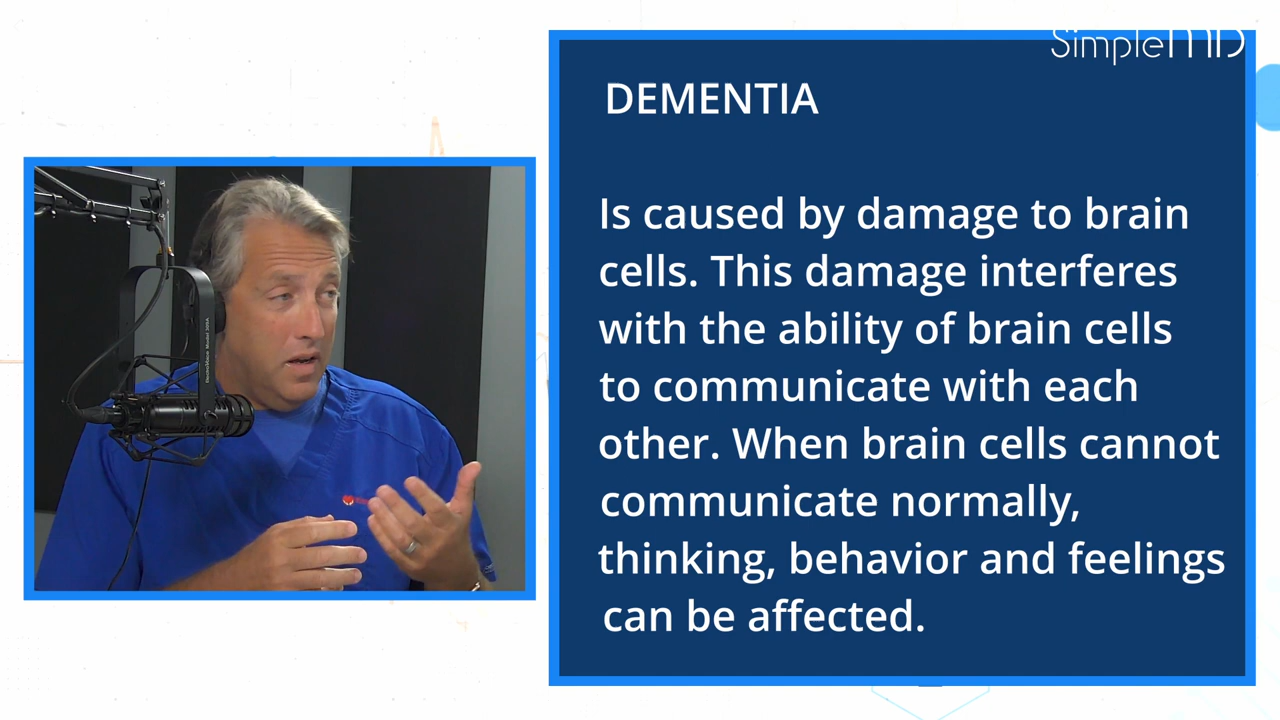 SimpleMD
DEMENTIA
Is caused by damage to brain
cells. This damage interferes
with the ability of brain cells
to communicate with each
other. When brain cells cannot
communicate normally,
thinking, behavior and feelings
can be affected.